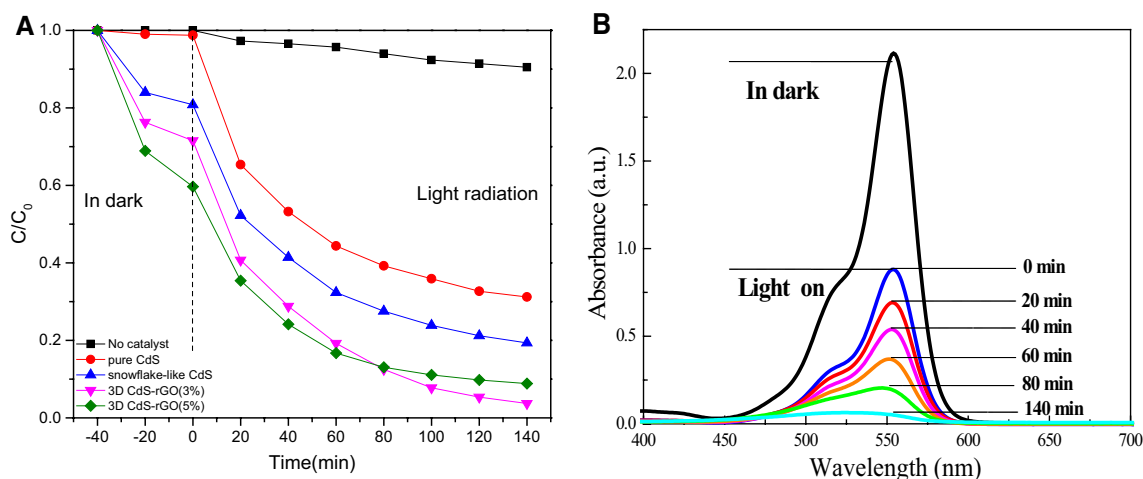 A
1.0
0.8
0.6
0.4
0.2
0.0
C/C0
In dark
Light radiation
No catalyst
pure CdS
snowflake-like CdS
3D CdS-rGO(3%)
3D CdS-rGO(5%)
-40 -20 0 20 40 60 80 100 120 140
Time(min)
B
2.0
1.5
1.0
0.5
0.0
Absorbance (a.u.)
In dark
Light on
0 min
20 min
40 min
60 min
80 min
140 min
400 450 500 550 600 650 700
Wavelength (nm)